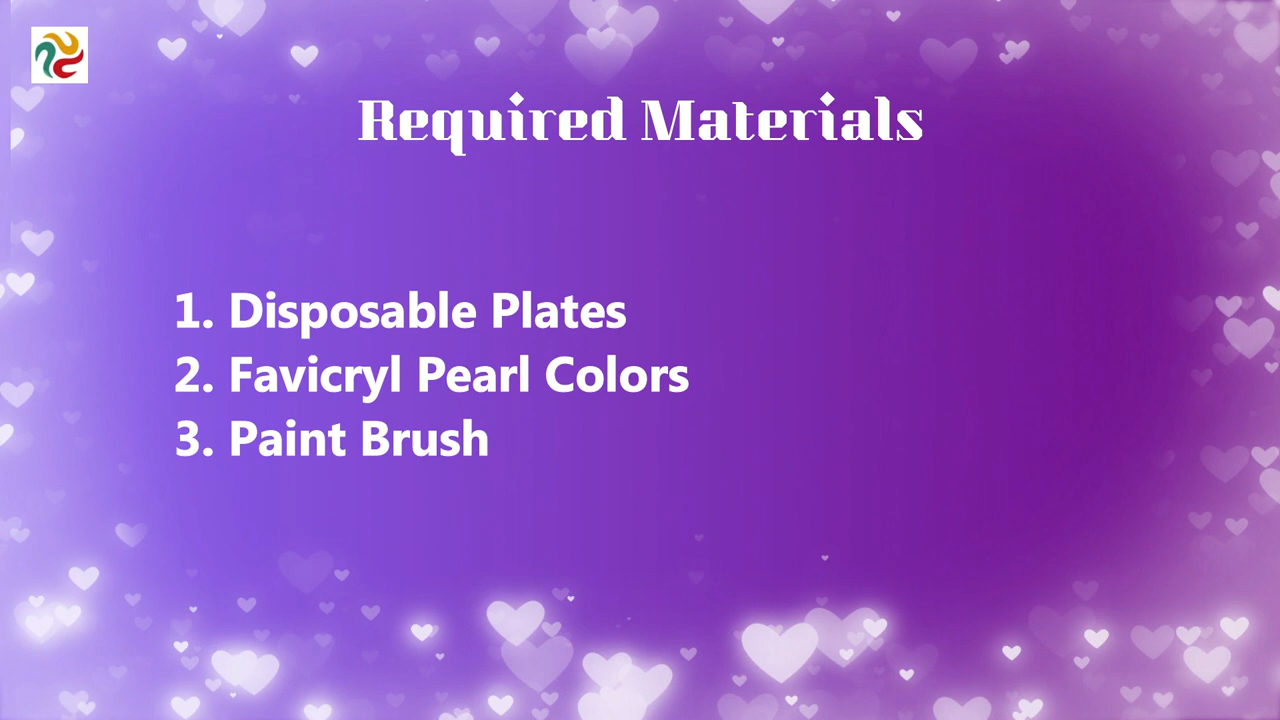 Required Materials
1. Disposable Plates
2. Favicryl Pearl Colors
3. Paint Brush